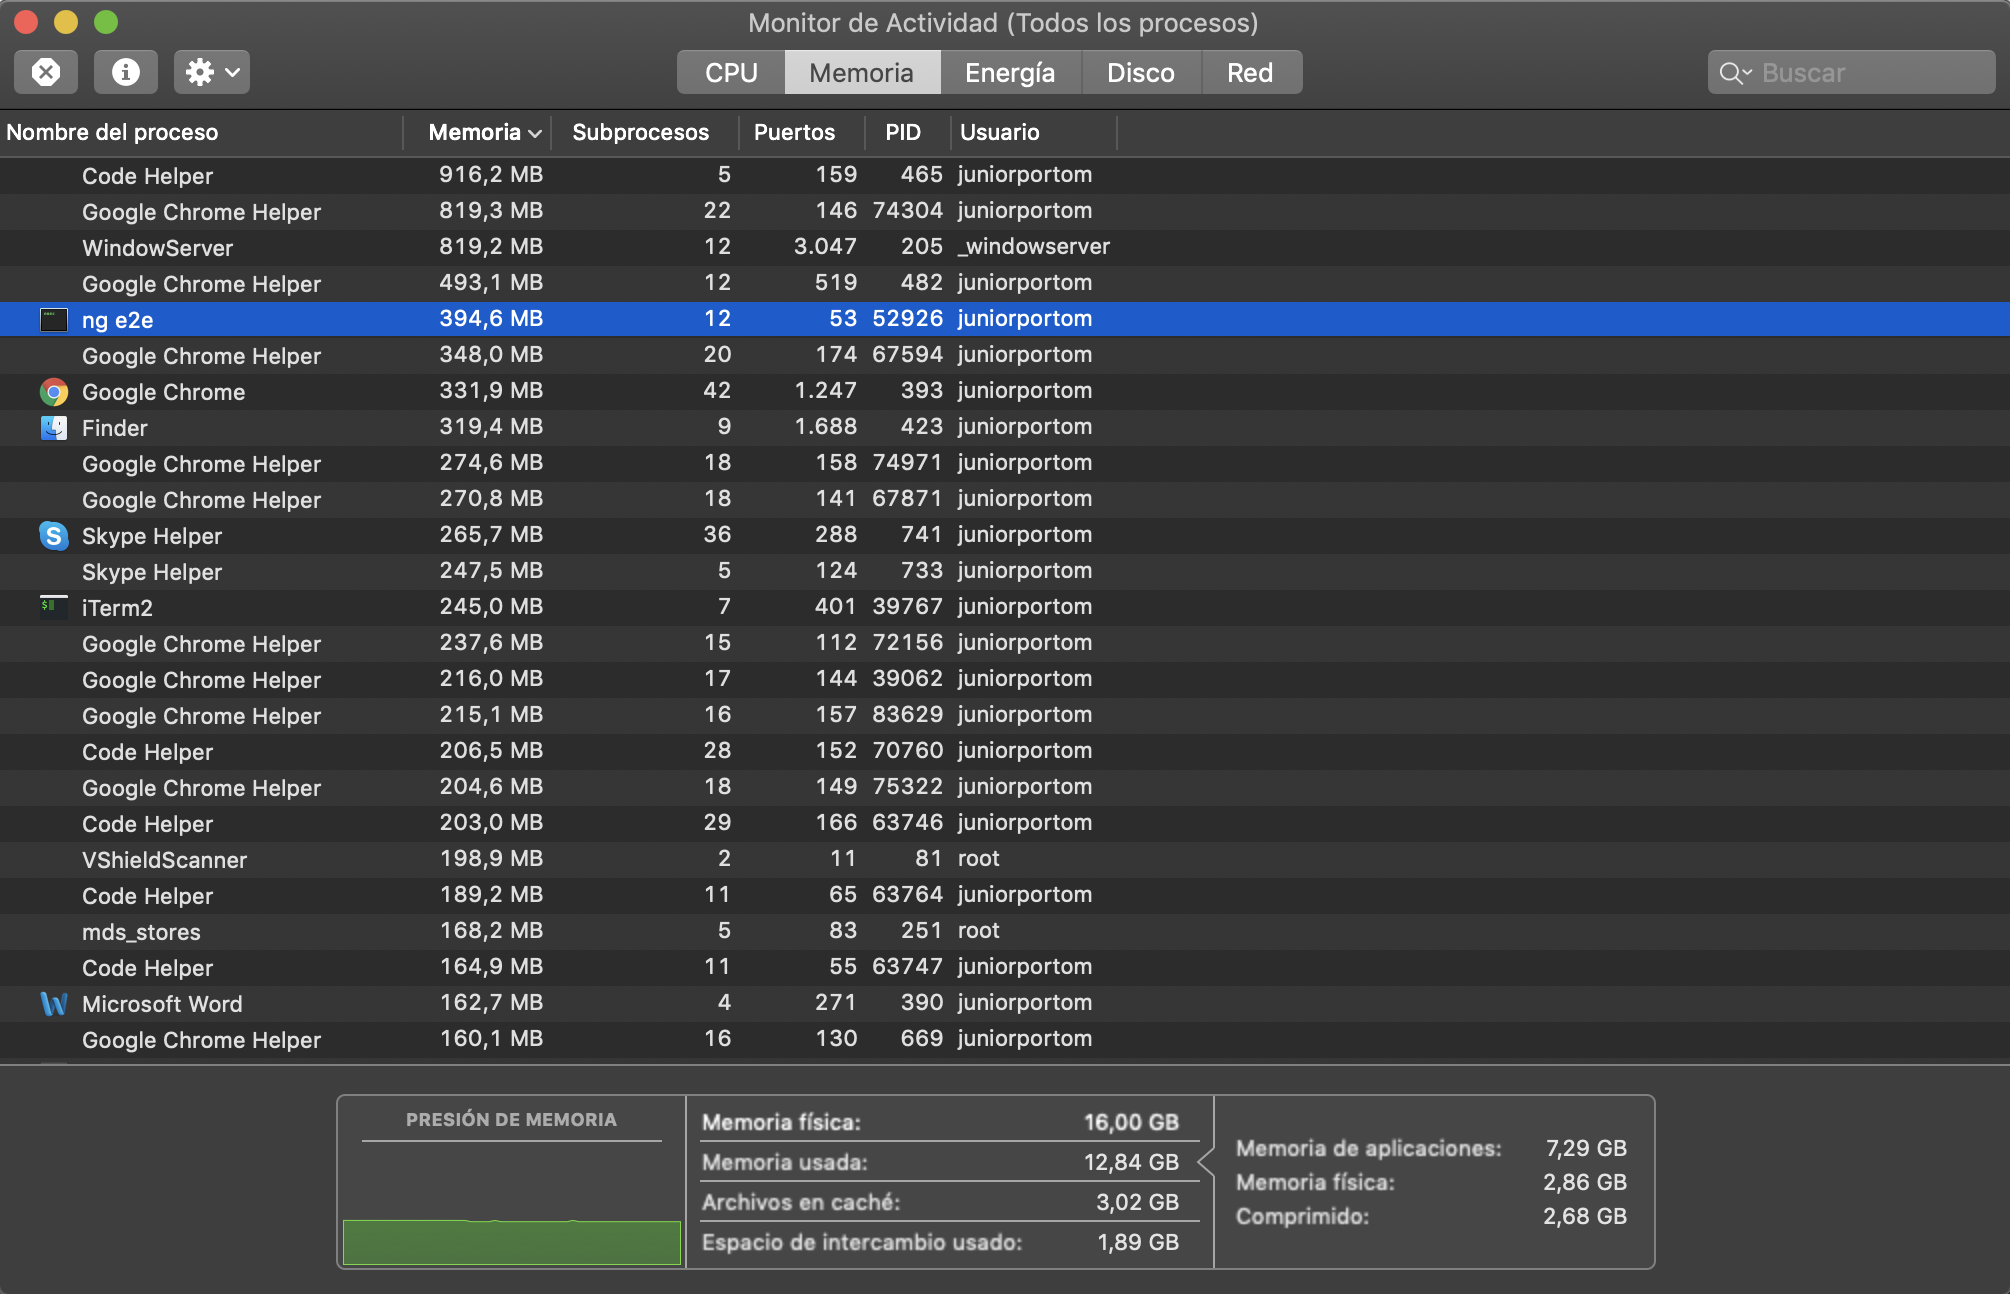 Monitor de Actividad (Todos los procesos)
CPU Memoria Energía Disco Red Buscar
Nombre del proceso Memoria Subprocesos Puertos PID Usuario
Code Helper 916,2 MB 5 159 465 juniorportom
Google Chrome Helper 819,3 MB 22 146 74304 juniorportom
WindowServer 819,2 MB 12 3.047 205 _windowserver
Google Chrome Helper 493,1 MB 12 519 482 juniorportom
ng e2e 394,6 MB 12 53 52926 juniorportom
Google Chrome Helper 348,0 MB 20 174 67594 juniorportom
Google Chrome 331,9 MB 42 1.247 393 juniorportom
Finder 319,4 MB 9 1.688 423 juniorportom
Google Chrome Helper 274,6 MB 18 158 74971 juniorportom
Google Chrome Helper 270,8 MB 18 141 67871 juniorportom
Skype Helper 265,7 MB 36 288 741 juniorportom
Skype Helper 247,5 MB 5 124 733 juniorportom
iTerm2 245,0 MB 7 401 39767 juniorportom
Google Chrome Helper 237,6 MB 15 112 72156 juniorportom
Google Chrome Helper 216,0 MB 17 144 39062 juniorportom
Google Chrome Helper 215,1 MB 16 157 83629 juniorportom
Code Helper 206,5 MB 28 152 70760 juniorportom
Google Chrome Helper 204,6 MB 18 149 75322 juniorportom
Code Helper 203,0 MB 29 166 63746 juniorportom
VShieldScanner 198,9 MB 2 11 81 root
Code Helper 189,2 MB 11 65 63764 juniorportom
mds_stores 168,2 MB 5 83 251 root
Code Helper 164,9 MB 11 55 63747 juniorportom
Microsoft Word 162,7 MB 4 271 390 juniorportom
Google Chrome Helper 160,1 MB 16 130 669 juniorportom
PRESIÓN DE MEMORIA
Memoria física: 16,00 GB
Memoria usada: 12,84 GB
Archivos en caché: 3,02 GB
Espacio de intercambio usado: 1,89 GB
Memoria de aplicaciones: 7,29 GB
Memoria física: 2,86 GB
Comprimido: 2,68 GB